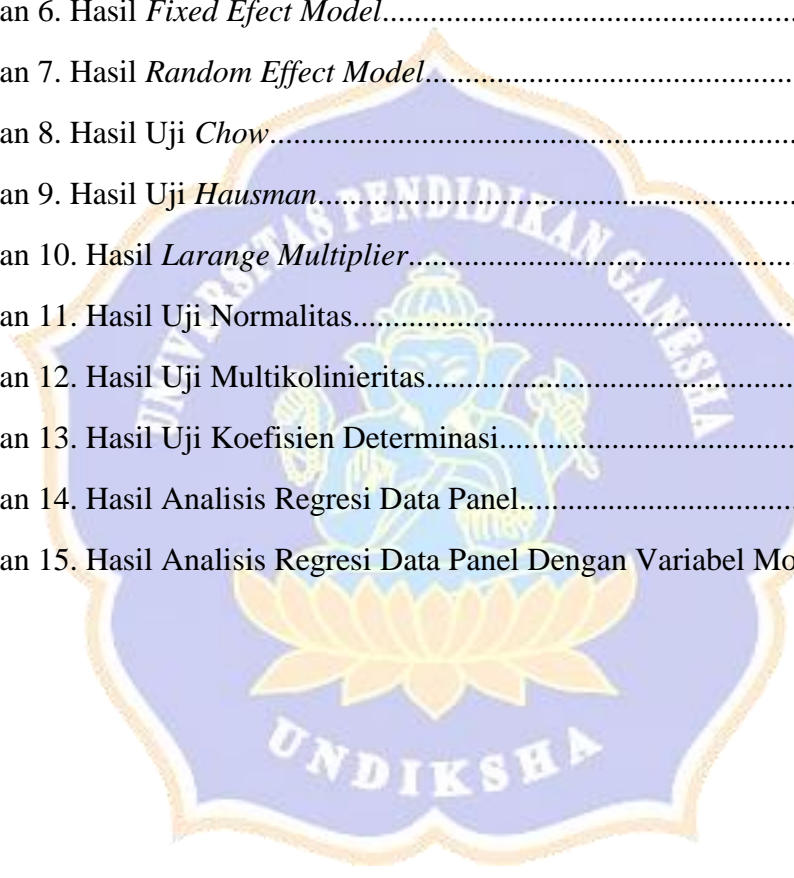 an 6. Hasil Fixed Efect Model.......................................................
an 7. Hasil Random Effect Model.................................................
an 8. Hasil Uji Chow.......................................................................
an 9. Hasil Uji Hausman................................................................
an 10. Hasil Larange Multiplier....................................................
an 11. Hasil Uji Normalitas............................................................
an 12. Hasil Uji Multikolinieritas..................................................
an 13. Hasil Uji Koefisien Determinasi........................................
an 14. Hasil Analisis Regresi Data Panel.....................................
an 15. Hasil Analisis Regresi Data Panel Dengan Variabel Mo
UNIVERSITAS PENDIDIKAN GANESHA
UNDIKSHA